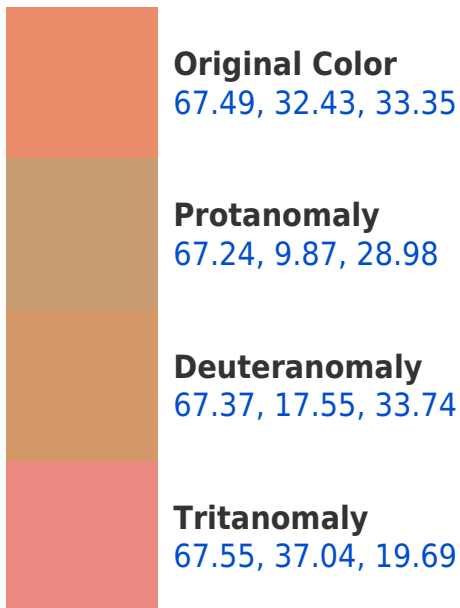 Original Color
67.49, 32.43, 33.35
Protanomaly
67.24, 9.87, 28.98
Deuteranomaly
67.37, 17.55, 33.74
Tritanomaly
67.55, 37.04, 19.69